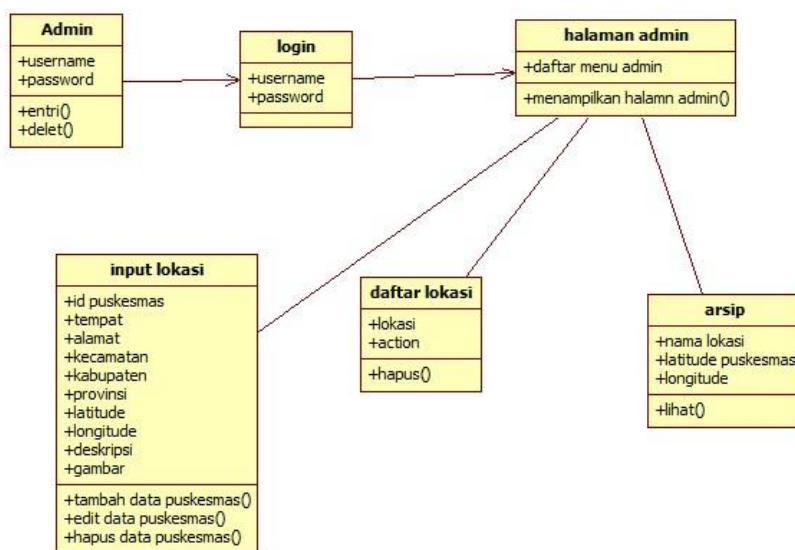 Admin
+username
+password
+entri()
+delet()
login
+username
+password
halaman admin
+daftar menu admin
+menampilkan halamn admin()
input lokasi
+id puskesmas
+tempat
+alamat
+kecamatan
+kabupaten
+provinsi
+latitude
+longitude
+deskripsi
+gambar
+tambah data puskesmas()
+edit data puskesmas()
+hapus data puskesmas()
daftar lokasi
+lokasi
+action
+hapus()
arsip
+nama lokasi
+latitude puskesmas
+longitude
+lihat()